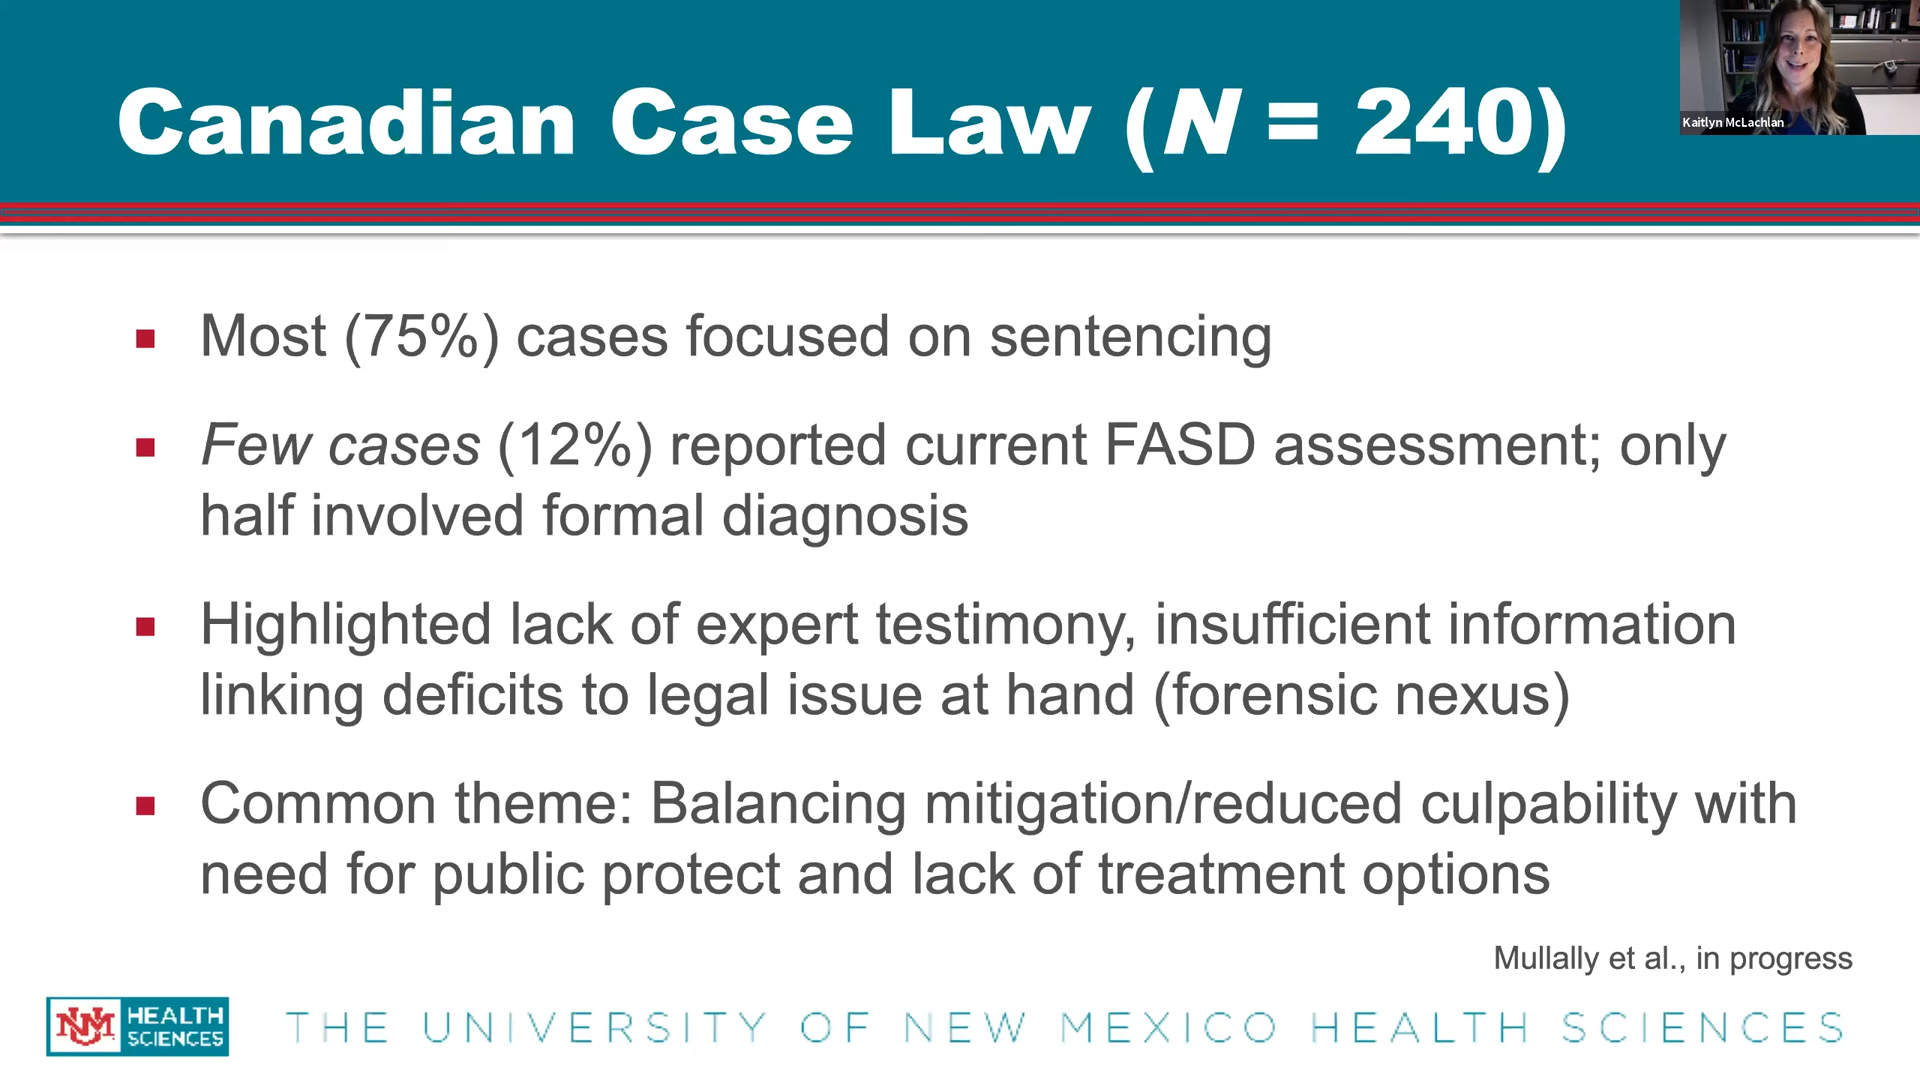 Canadian Case Law (N = 240)
Kaitlyn McLachlan
▪ Most (75%) cases focused on sentencing
▪ Few cases (12%) reported current FASD assessment; only
half involved formal diagnosis
▪ Highlighted lack of expert testimony, insufficient information
linking deficits to legal issue at hand (forensic nexus)
▪ Common theme: Balancing mitigation/reduced culpability with
need for public protect and lack of treatment options
Mullally et al., in progress
UNM HEALTH
SCIENCES
THE UNIVERSITY OF NEW MEXICO HEALTH SCIENCES